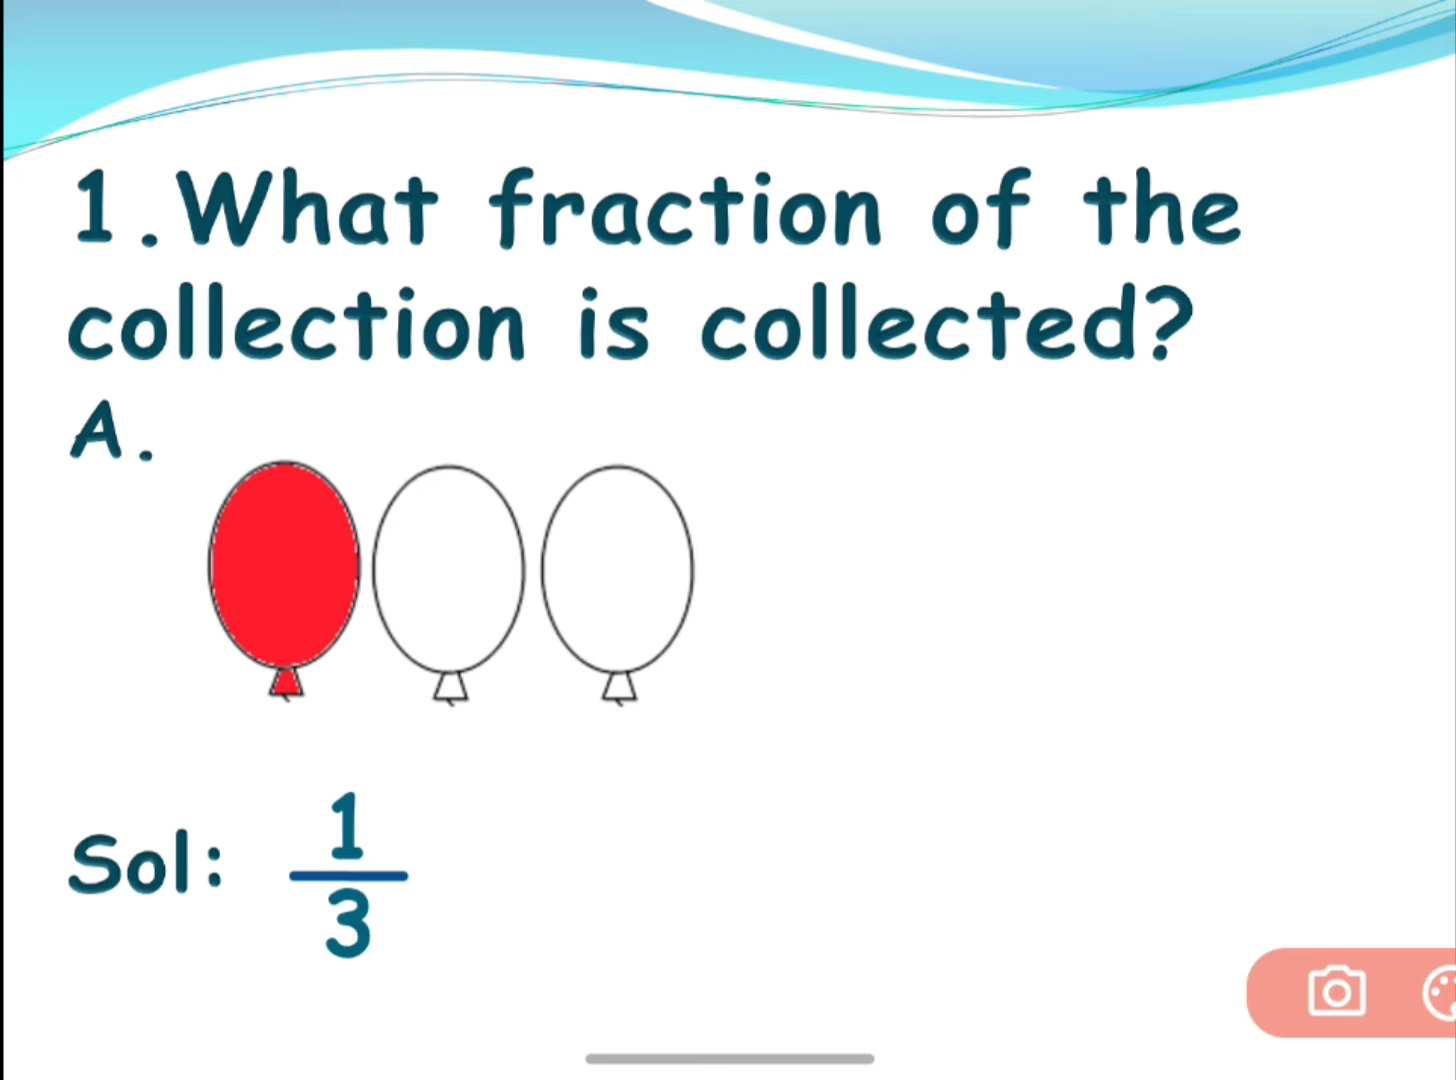 1.What fraction of the
collection is collected?
A.
Sol: 1
3